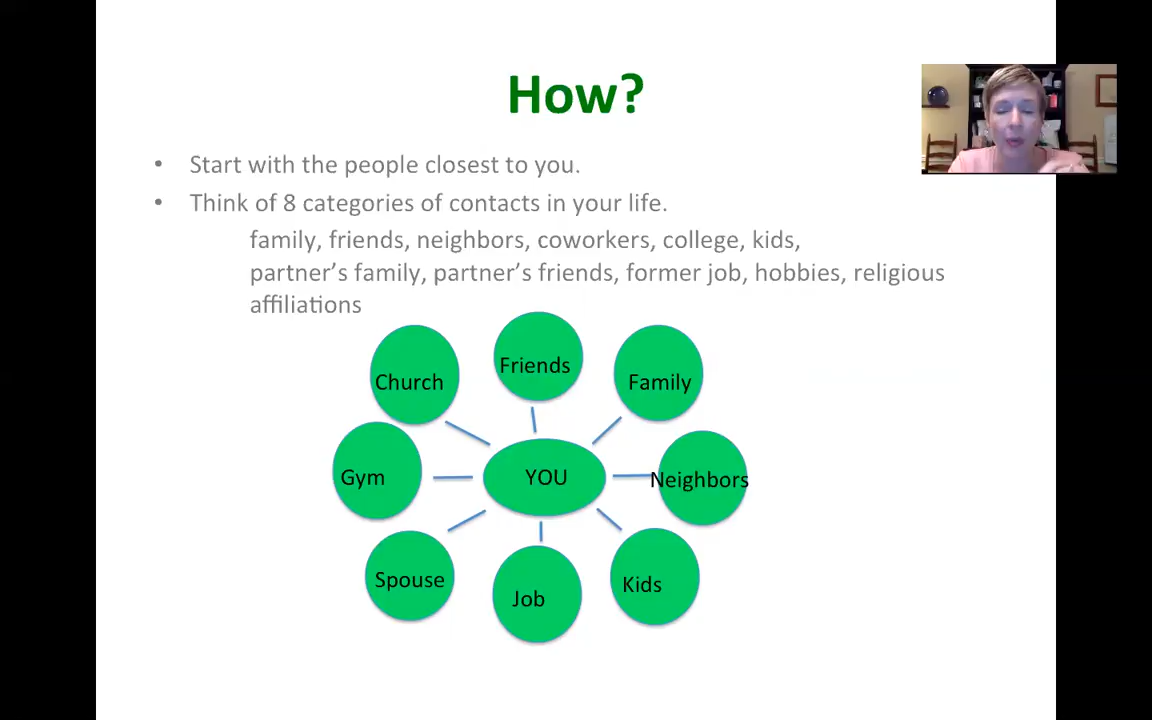 How?
• Start with the people closest to you.
• Think of 8 categories of contacts in your life.
family, friends, neighbors, coworkers, college, kids,
partner’s family, partner’s friends, former job, hobbies, religious
affiliations
Church
Friends
Family
Gym
YOU
Neighbors
Spouse
Job
Kids